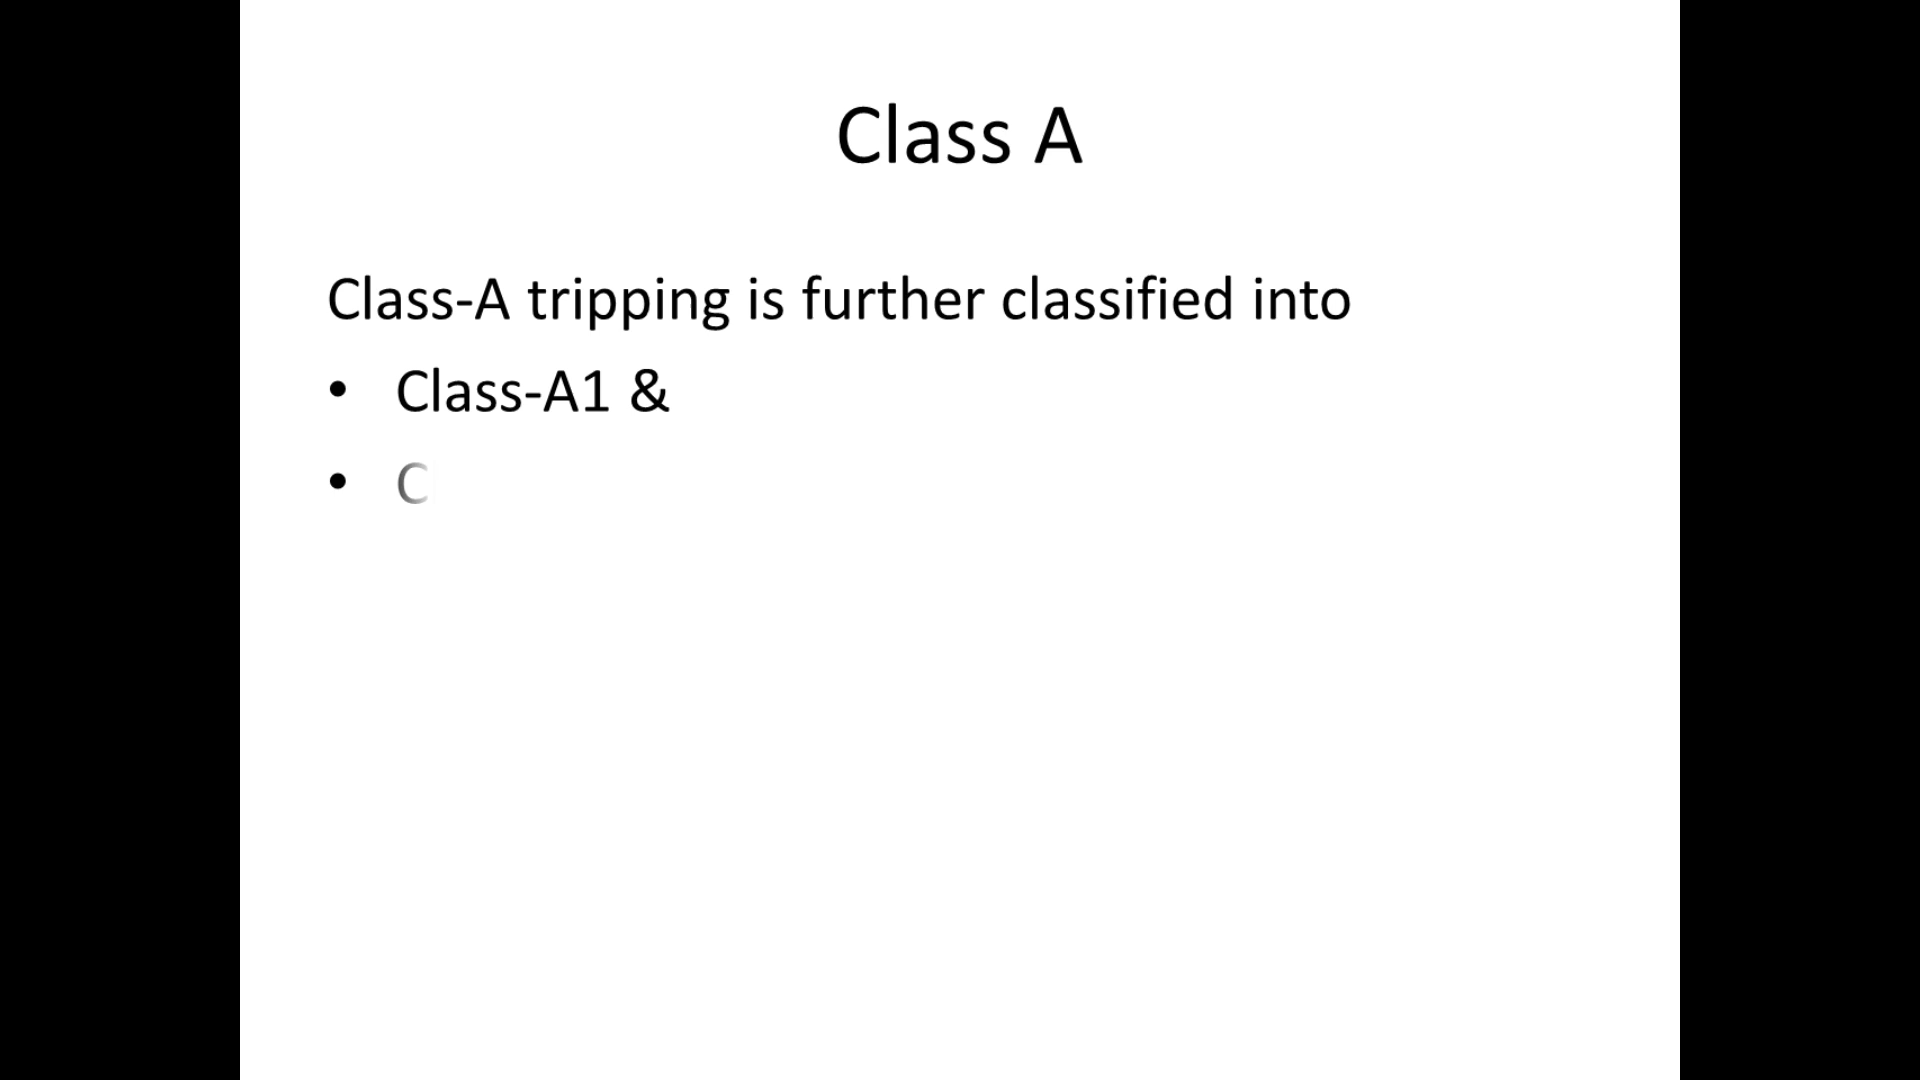 Class A
Class-A tripping is further classified into
• Class-A1 &
• C